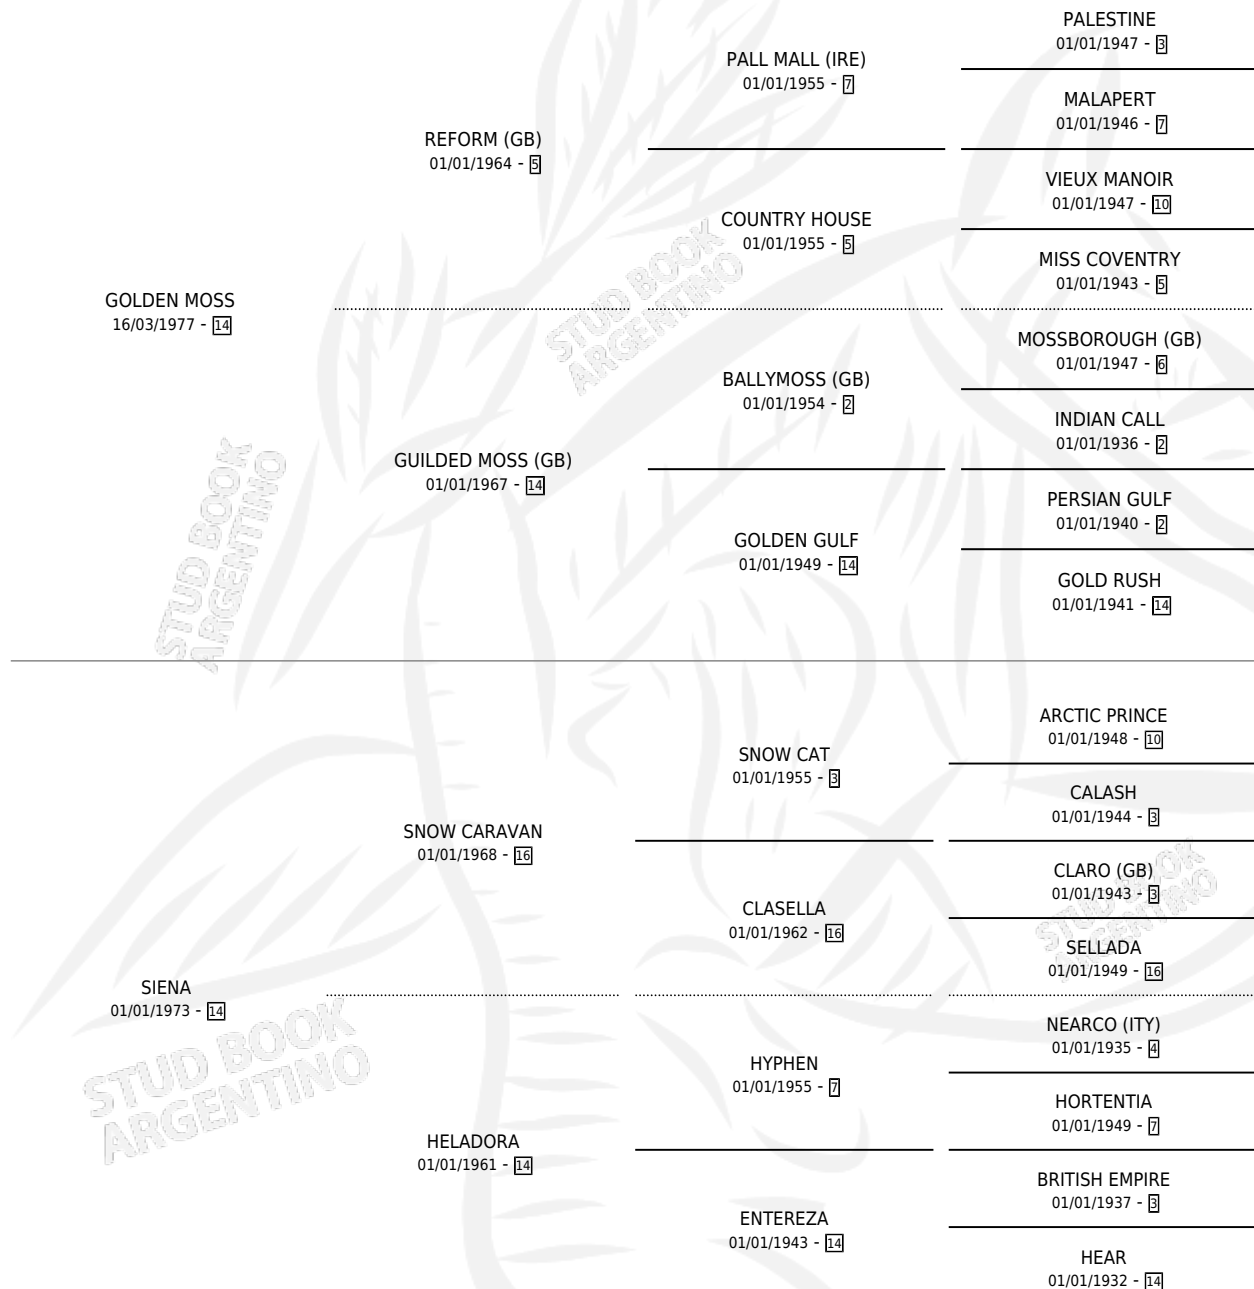 PALESTINE
01/01/1947 - 3
PALL MALL (IRE)
01/01/1955 - 7
MALAPERT
01/01/1946 - 7
REFORM (GB)
01/01/1964 - 5
VIEUX MANOIR
01/01/1947 - 10
COUNTRY HOUSE
01/01/1955 - 5
MISS COVENTRY
01/01/1943 - 5
GOLDEN MOSS
16/03/1977 - 14
MOSSBOROUGH (GB)
01/01/1947 - 6
BALLYMOSS (GB)
01/01/1954 - 2
INDIAN CALL
01/01/1936 - 2
GUILDED MOSS (GB)
01/01/1967 - 14
PERSIAN GULF
01/01/1940 - 2
GOLDEN GULF
01/01/1949 - 14
GOLD RUSH
01/01/1941 - 14
ARCTIC PRINCE
01/01/1948 - 10
SNOW CAT
01/01/1955 - 3
CALASH
01/01/1944 - 3
SNOW CARAVAN
01/01/1968 - 16
CLARO (GB)
01/01/1943 - 3
CLASELLA
01/01/1962 - 16
SELLADA
01/01/1949 - 16
SIENA
01/01/1973 - 14
NEARCO (ITY)
01/01/1935 - 4
HYPHEN
01/01/1955 - 7
HORTENTIA
01/01/1949 - 7
HELADORA
01/01/1961 - 14
BRITISH EMPIRE
01/01/1937 - 3
ENTEREZA
01/01/1943 - 14
HEAR
01/01/1932 - 14
STUD BOOK
ARGENTINO
STUD BOOK
ARGENTINO
STUD BOOK
ARGENTINO
STUD BOOK
ARGENTINO